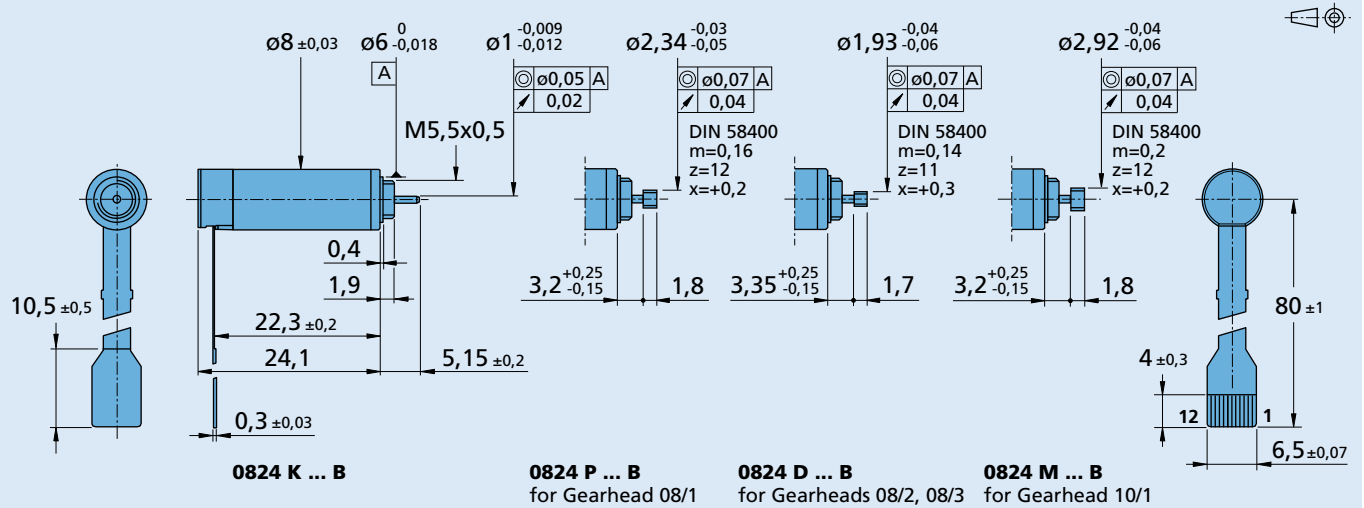 ø8 ±0,03
ø6 0 -0,018
ø1 -0,009 -0,012
ø2,34 -0,03 -0,05
ø1,93 -0,04 -0,06
ø2,92 -0,04 -0,06
A
ø0,05 A
0,02
ø0,07 A
0,04
ø0,07 A
0,04
ø0,07 A
0,04
M5,5x0,5
DIN 58400
m=0,16
z=12
x=+0,2
DIN 58400
m=0,14
z=11
x=+0,3
DIN 58400
m=0,2
z=12
x=+0,2
0,4
1,9
10,5 ±0,5
22,3 ±0,2
24,1
5,15 ±0,2
0,3 ±0,03
3,2 +0,25 -0,15
1,8
3,35 +0,25 -0,15
1,7
3,2 +0,25 -0,15
1,8
80 ±1
4 ±0,3
12
1
6,5 ±0,07
0824 K ... B
0824 P ... B
for Gearhead 08/1
0824 D ... B
for Gearheads 08/2, 08/3
0824 M ... B
for Gearhead 10/1